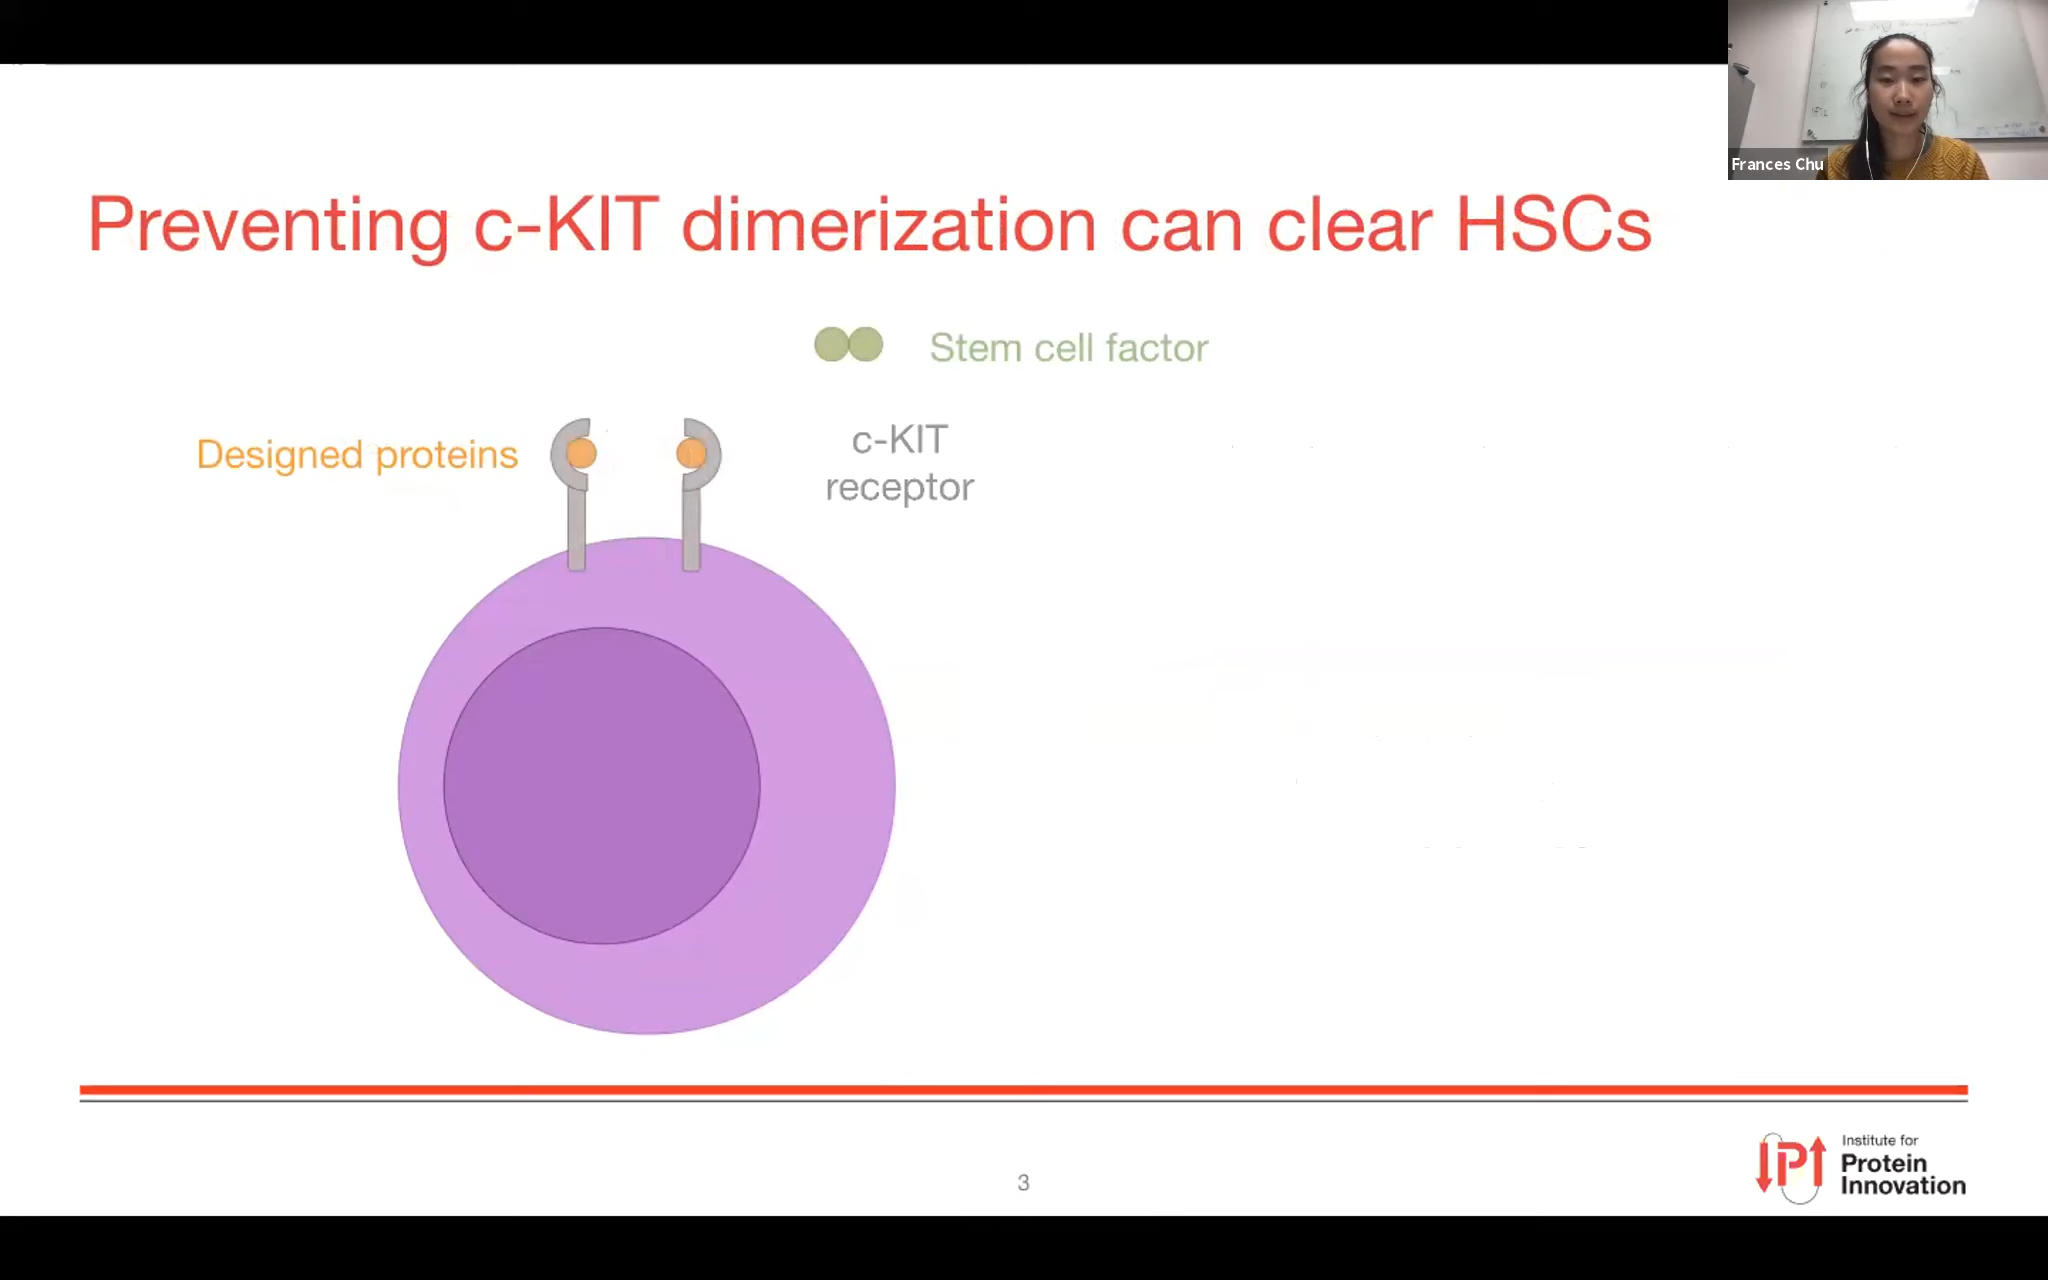 Frances Chu
Preventing c-KIT dimerization can clear HSCs
Stem cell factor
Designed proteins
c-KIT
receptor
3
IPI
Institute for
Protein
Innovation